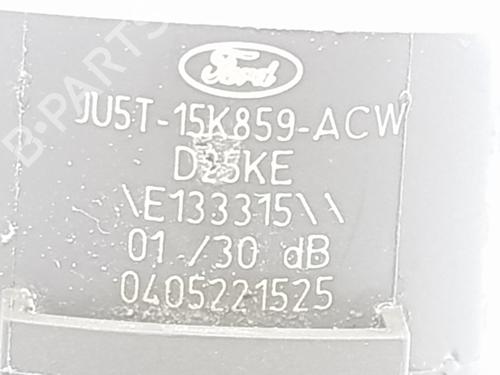 B-PARTS
Ford
JU5T-15K859-ACW
D25KE
\E133315\\
01 /30 dB
0405221525